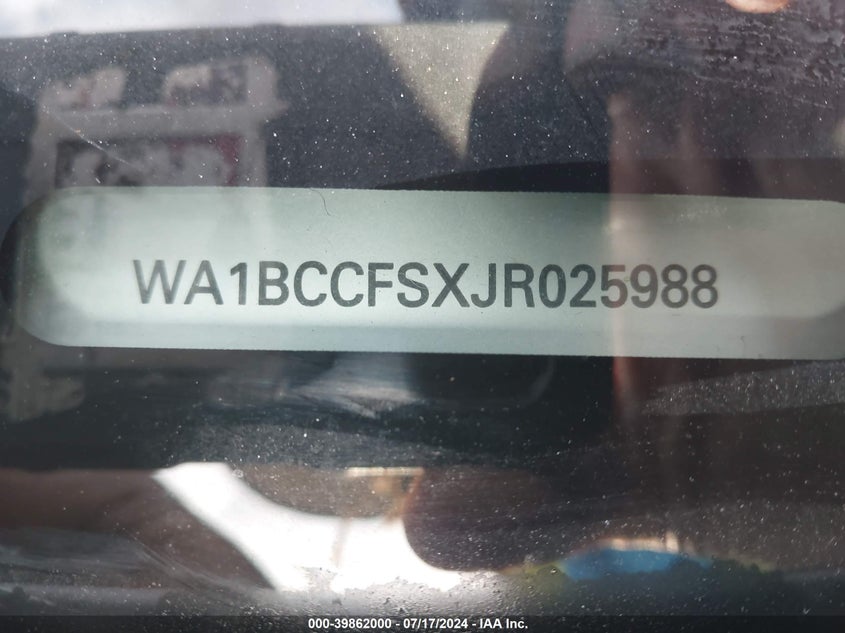 WA1BCCFSXJR025988
000-39862000 - 07/17/2024 - IAA Inc.